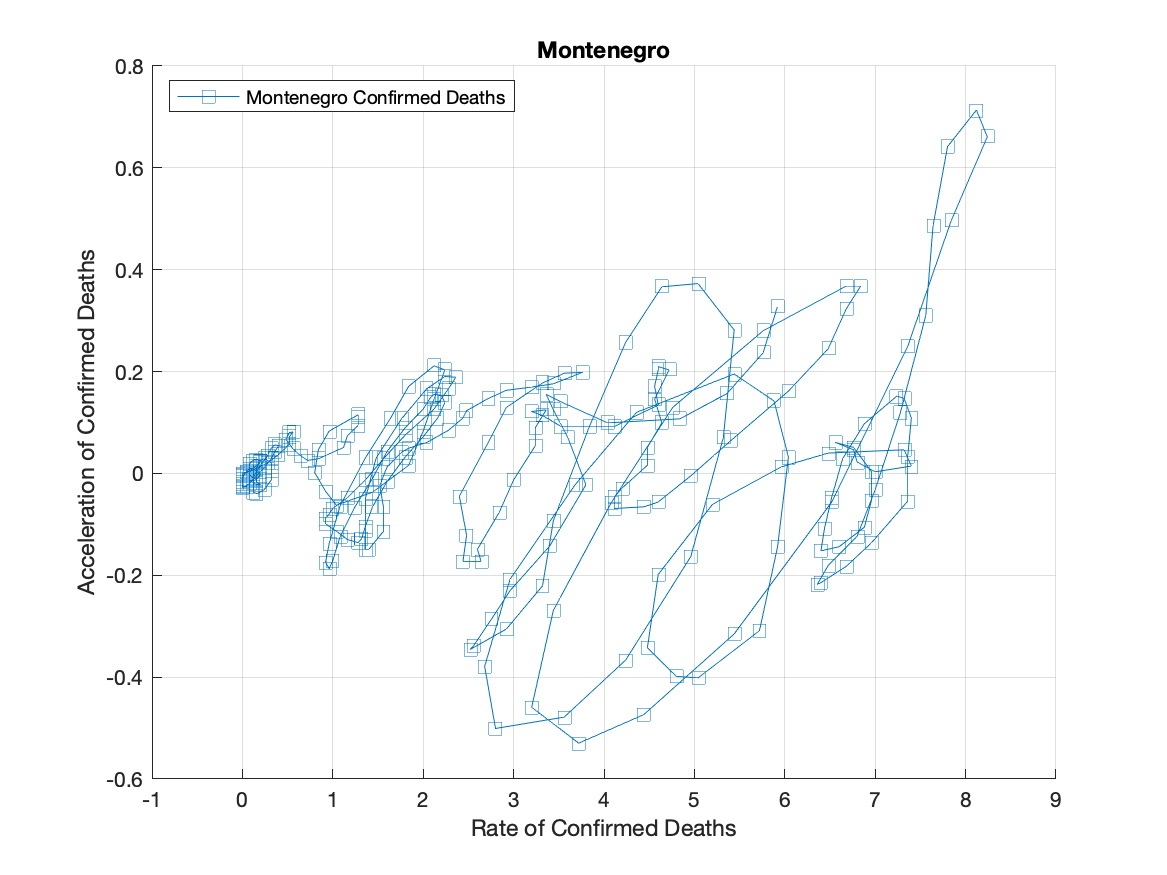 Montenegro
Montenegro Confirmed Deaths
0.8
0.6
0.4
0.2
0
-0.2
-0.4
-0.6
Acceleration of Confirmed Deaths
-1 0 1 2 3 4 5 6 7 8 9
Rate of Confirmed Deaths